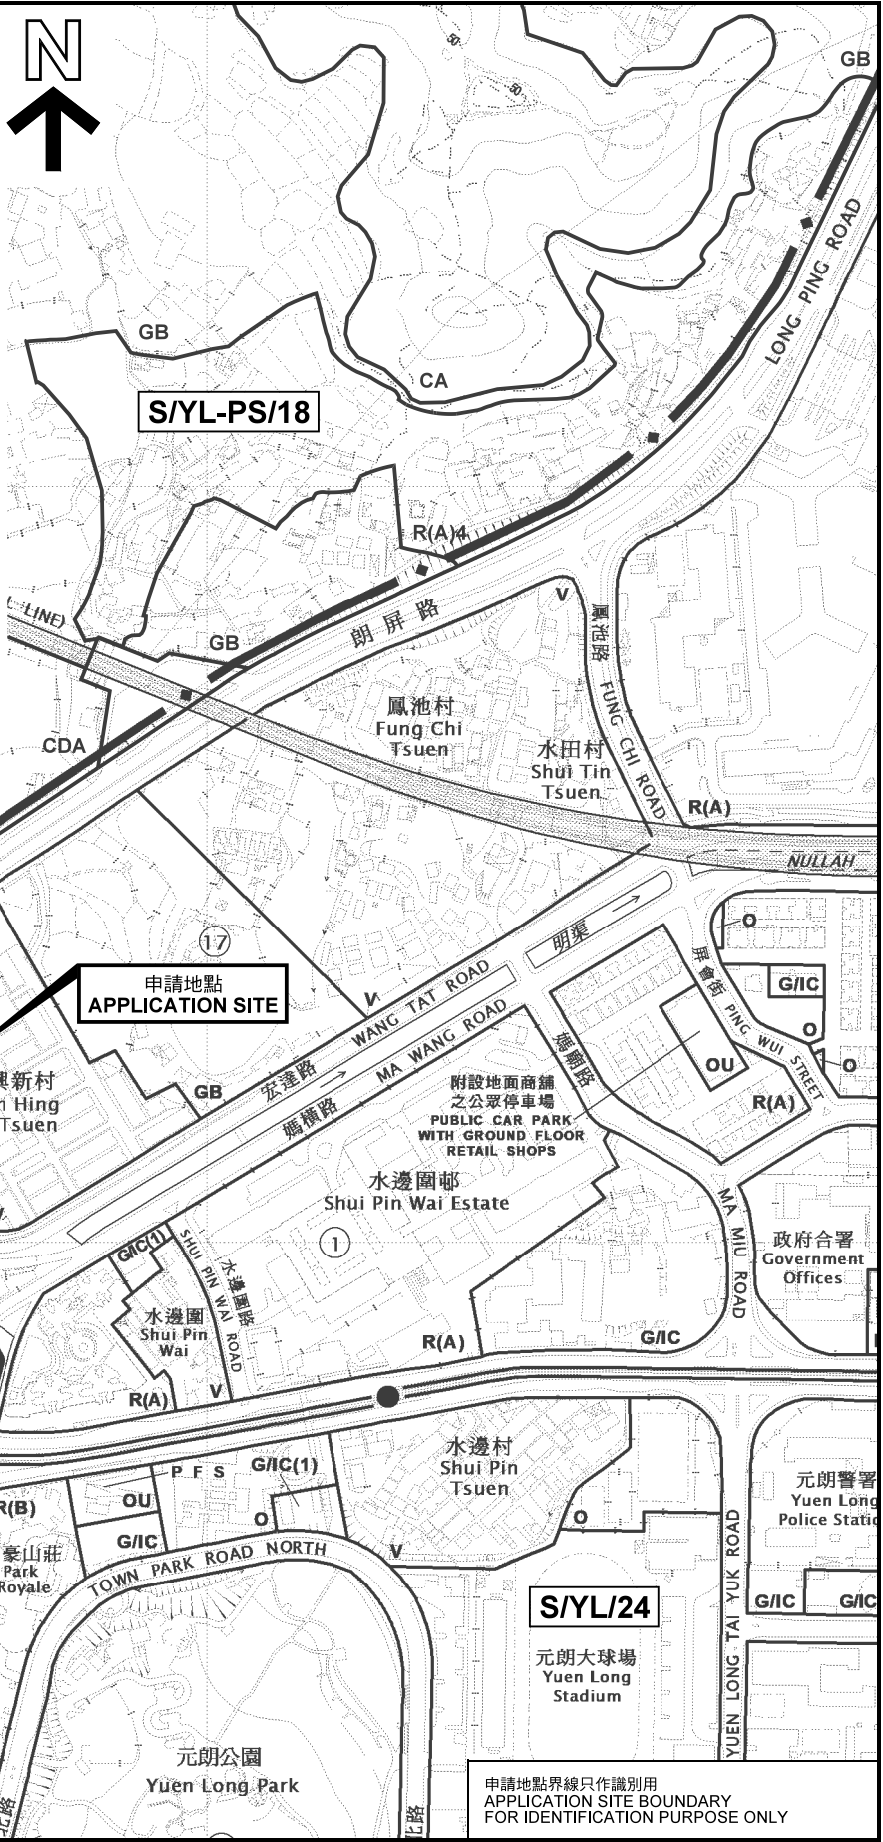 N
GB
50
50
LONG PING ROAD
GB
CA
S/YL-PS/18
R(A)4
LINE)
GB
朗屏路
V
鳳池路 FUNG CHI ROAD
鳳池村
Fung Chi
Tsuen
水田村
Shui Tin
Tsuen
CDA
R(A)
NULLAH
17
明渠
O
申請地點
APPLICATION SITE
V
宏達路 WANG TAT ROAD
屏會街 PING WUI STREET
G/IC
O
O
GB
媽橫路 MA WANG ROAD
媽廟路
OU
R(A)
附設地面商舖
之公眾停車場
PUBLIC CAR PARK
WITH GROUND FLOOR
RETAIL SHOPS
新村
Hing
Tsuen
水邊圍邨
Shui Pin Wai Estate
1
V
G/IC(1)
水邊圍路
SHUI PIN WAI ROAD
MA MIU ROAD
政府合署
Government
Offices
水邊圍
Shui Pin
Wai
R(A)
G/IC
R(A)
V
P F S
G/IC(1)
水邊村
Shui Pin
Tsuen
元朗警署
Yuen Long
Police Static
R(B)
OU
O
O
G/IC
豪山莊
Park
Royale
TOWN PARK ROAD NORTH
V
YUEN LONG TAI YUK ROAD
S/YL/24
G/IC
G/IC
元朗大球場
Yuen Long
Stadium
元朗公園
Yuen Long Park
北路
北路
申請地點界線只作識別用
APPLICATION SITE BOUNDARY
FOR IDENTIFICATION PURPOSE ONLY